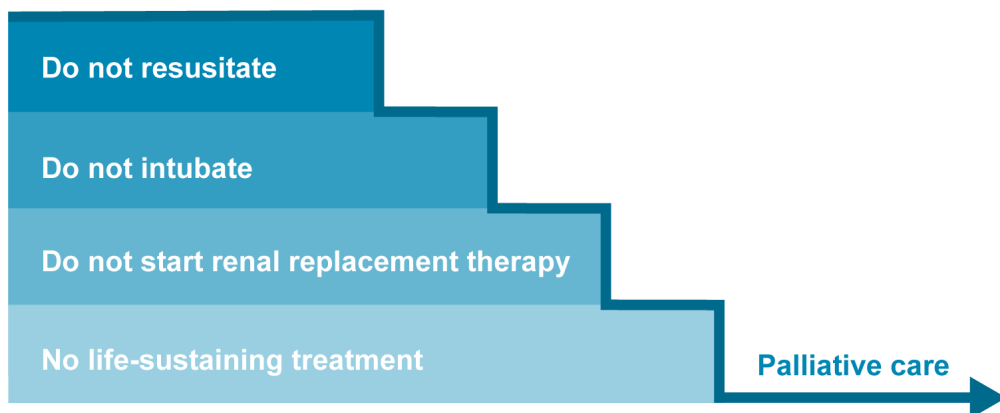 Do not resusitate
Do not intubate
Do not start renal replacement therapy
No life-sustaining treatment
Palliative care